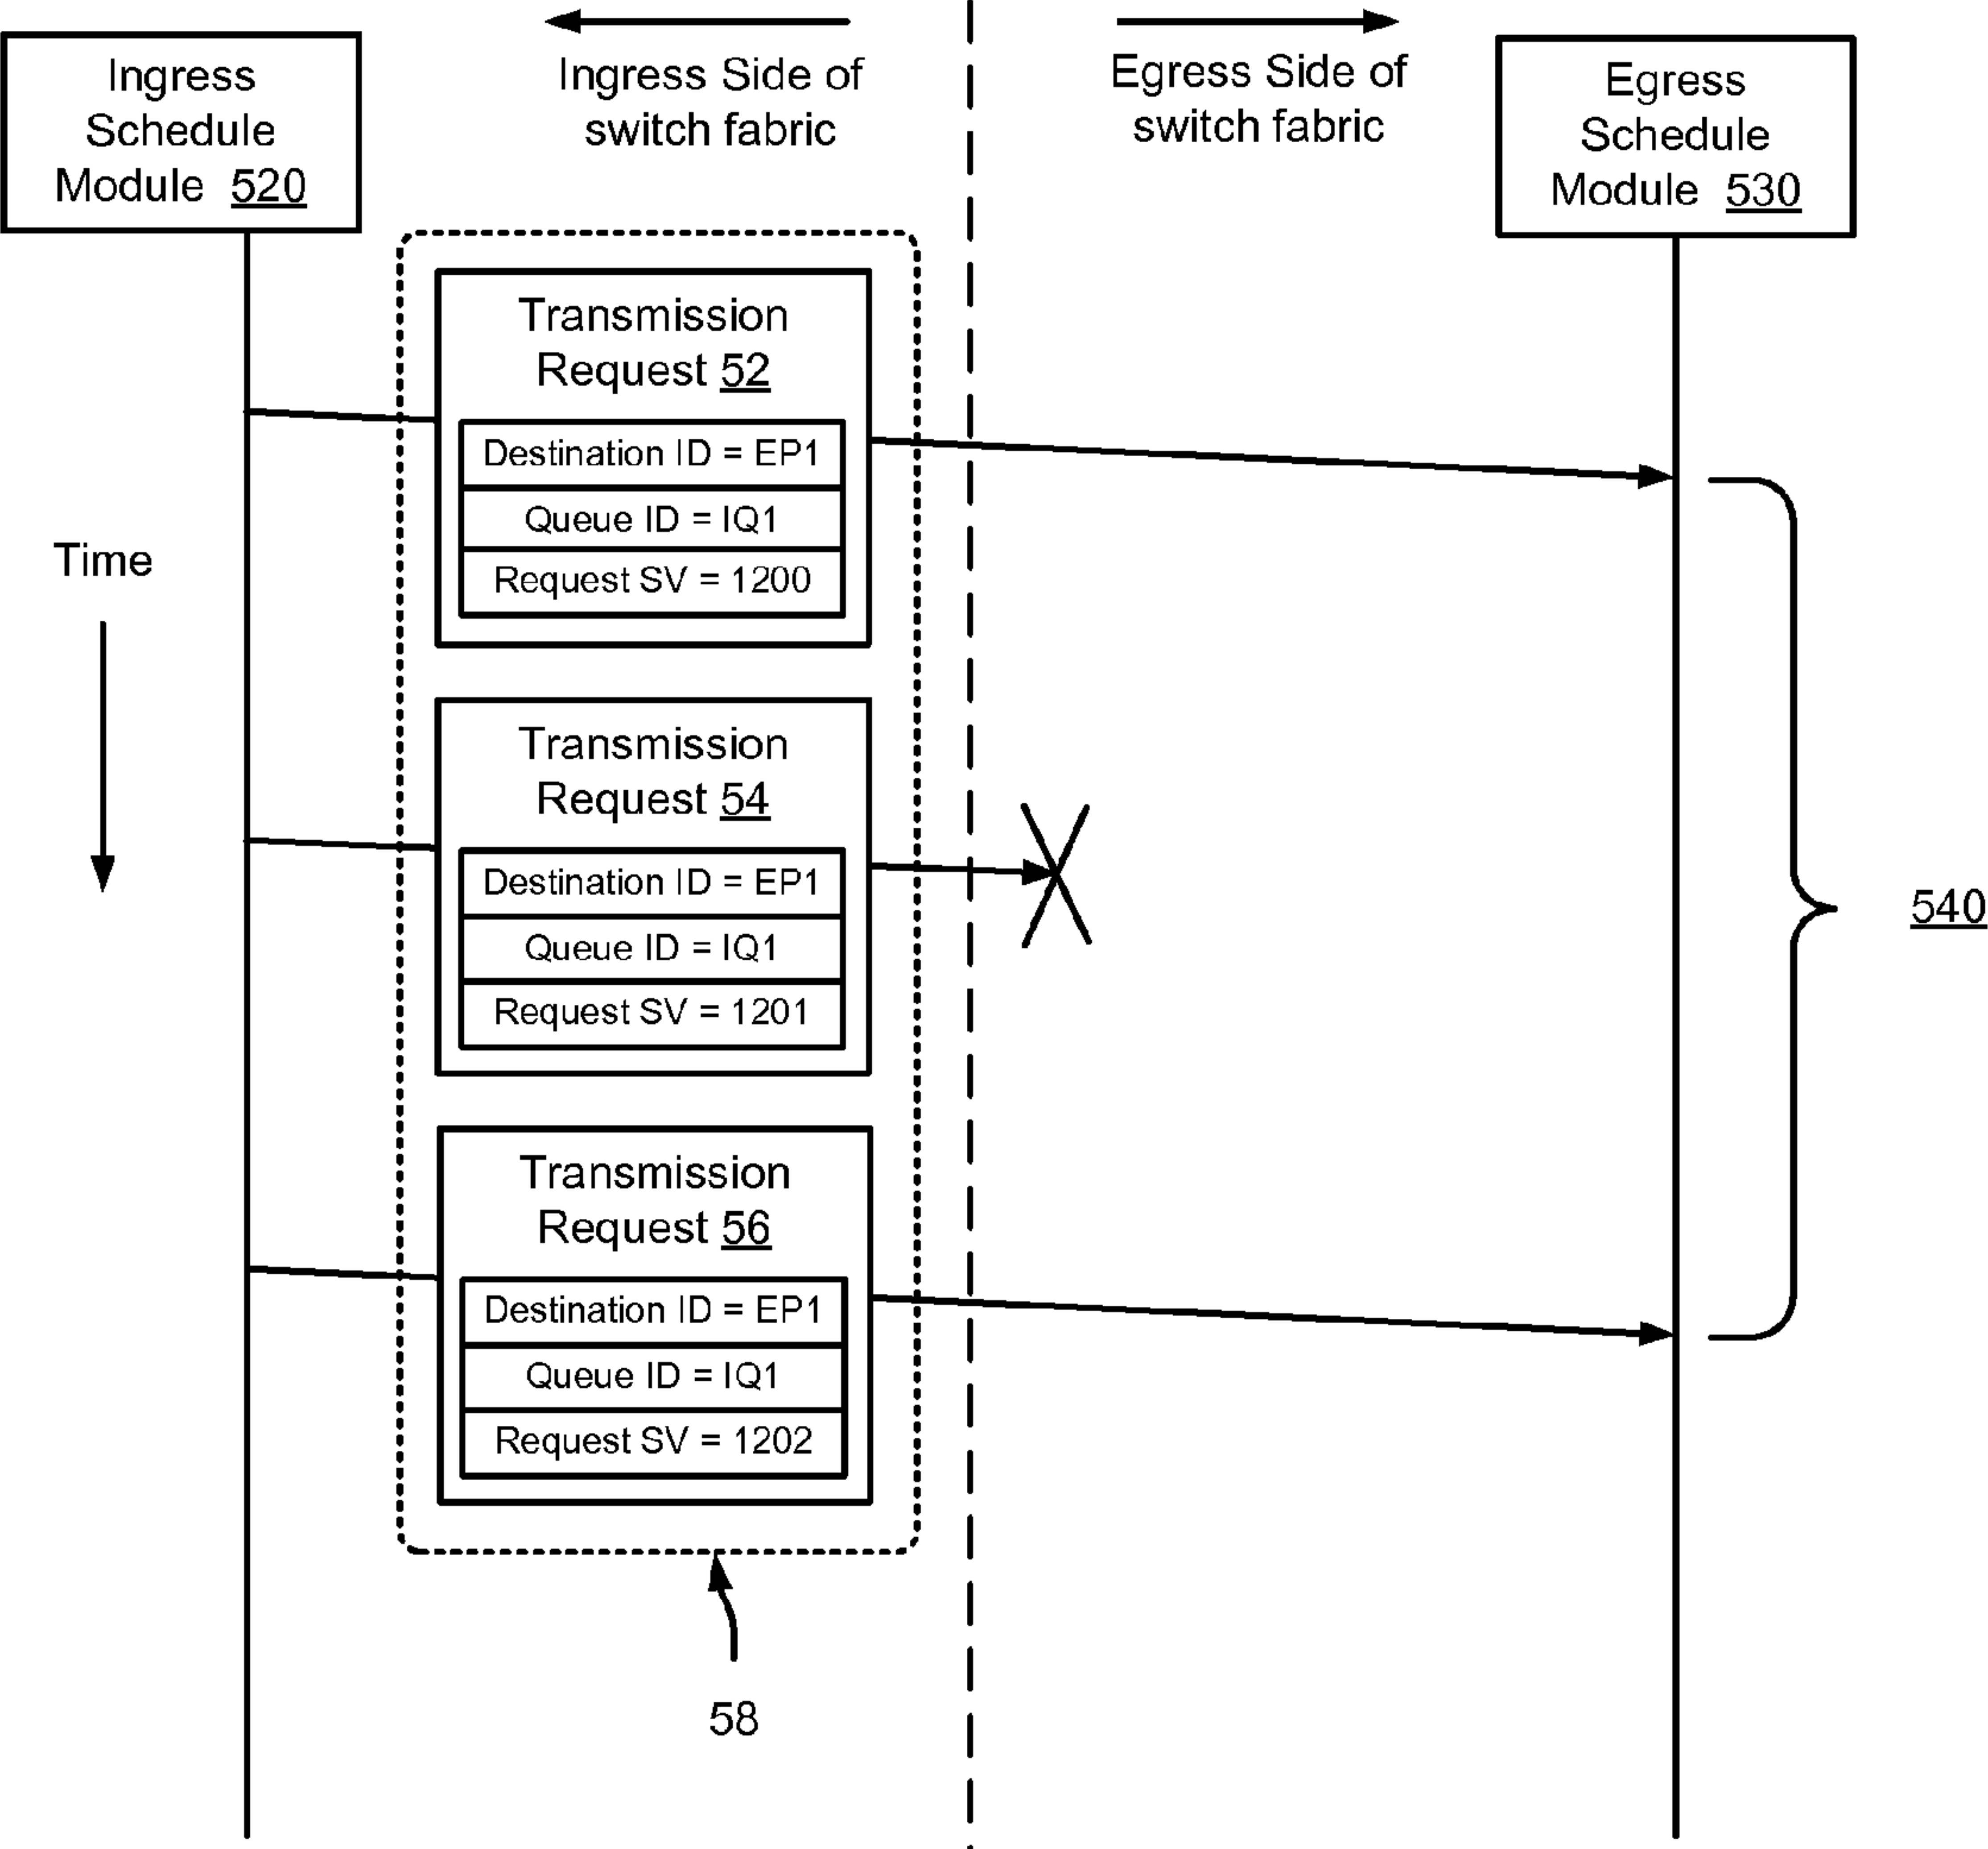 Ingress
Schedule
Module 520
Ingress Side of
switch fabric
Egress Side of
switch fabric
Egress
Schedule
Module 530
Time
Transmission
Request 52
Destination ID = EP1
Queue ID = IQ1
Request SV = 1200
Transmission
Request 54
Destination ID = EP1
Queue ID = IQ1
Request SV = 1201
Transmission
Request 56
Destination ID = EP1
Queue ID = IQ1
Request SV = 1202
540
58